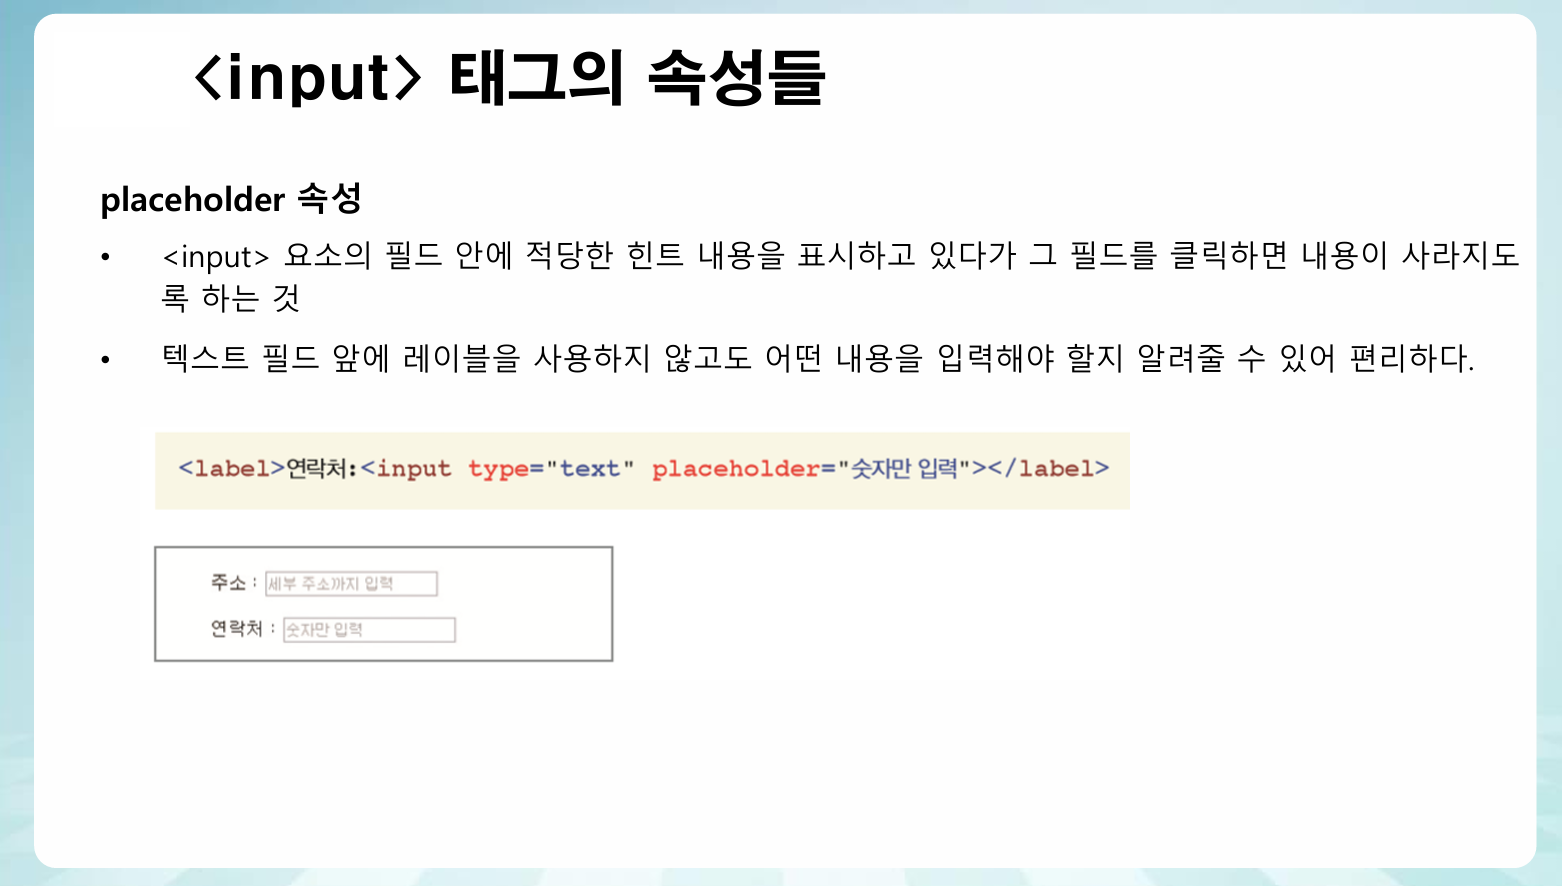 <input> 태그의 속성들
placeholder 속성
• <input> 요소의 필드 안에 적당한 힌트 내용을 표시하고 있다가 그 필드를 클릭하면 내용이 사라지도
록 하는 것
• 텍스트 필드 앞에 레이블을 사용하지 않고도 어떤 내용을 입력해야 할지 알려줄 수 있어 편리하다.
<label>연락처:<input type="text" placeholder="숫자만 입력"></label>
주소 : 세부 주소까지 입력
연락처 : 숫자만 입력